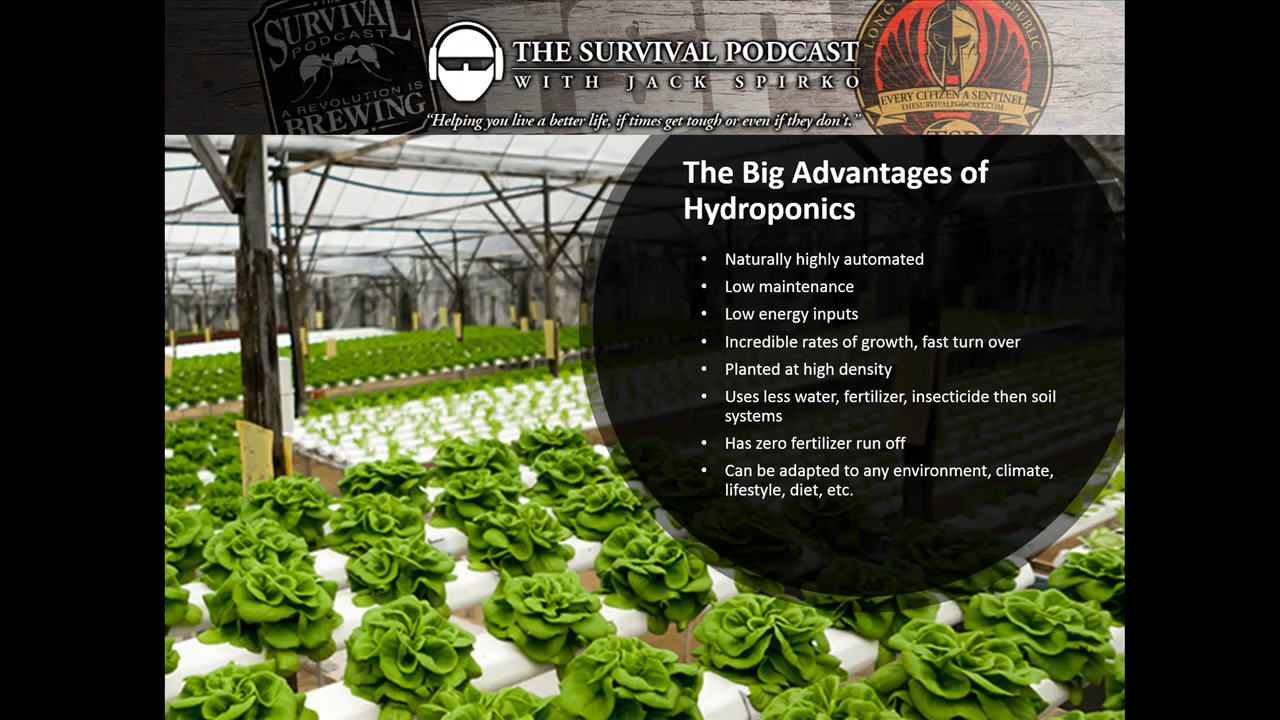 THE
SURVIVAL
PODCAST
A REVOLUTION IS
BREWING
TSP
THE SURVIVAL PODCAST
WITH JACK SPIRKO
“Helping you live a better life, if times get tough or even if they don’t.”
LONG
REPUBLIC
EVERY CITIZEN A SENTINEL
THESURVIVALPODCAST.COM
TSP
The Big Advantages of
Hydroponics
• Naturally highly automated
• Low maintenance
• Low energy inputs
• Incredible rates of growth, fast turn over
• Planted at high density
• Uses less water, fertilizer, insecticide then soil
systems
• Has zero fertilizer run off
• Can be adapted to any environment, climate,
lifestyle, diet, etc.